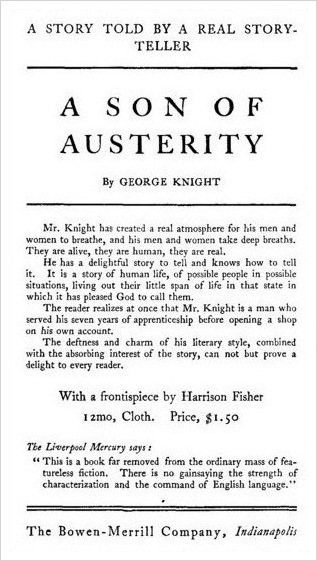 A STORY TOLD BY A REAL STORY-
TELLER
A SON OF
AUSTERITY
By GEORGE KNIGHT
Mr. Knight has created a real atmosphere for his men and
women to breathe, and his men and women take deep breaths.
They are alive, they are human, they are real.
He has a delightful story to tell and knows how to tell
it. It is a story of human life, of possible people in possible
situations, living out their little span of life in that state in
which it has pleased God to call them.
The reader realizes at once that Mr. Knight is a man who
served his seven years of apprenticeship before opening a shop
on his own account.
The deftness and charm of his literary style, combined
with the absorbing interest of the story, can not but prove a
delight to every reader.
With a frontispiece by Harrison Fisher
12mo, Cloth. Price, $1.50
The Liverpool Mercury says:
"This is a book far removed from the ordinary mass of fea-
tureless fiction. There is no gainsaying the strength of
characterization and the command of English language."
The Bowen-Merrill Company, Indianapolis